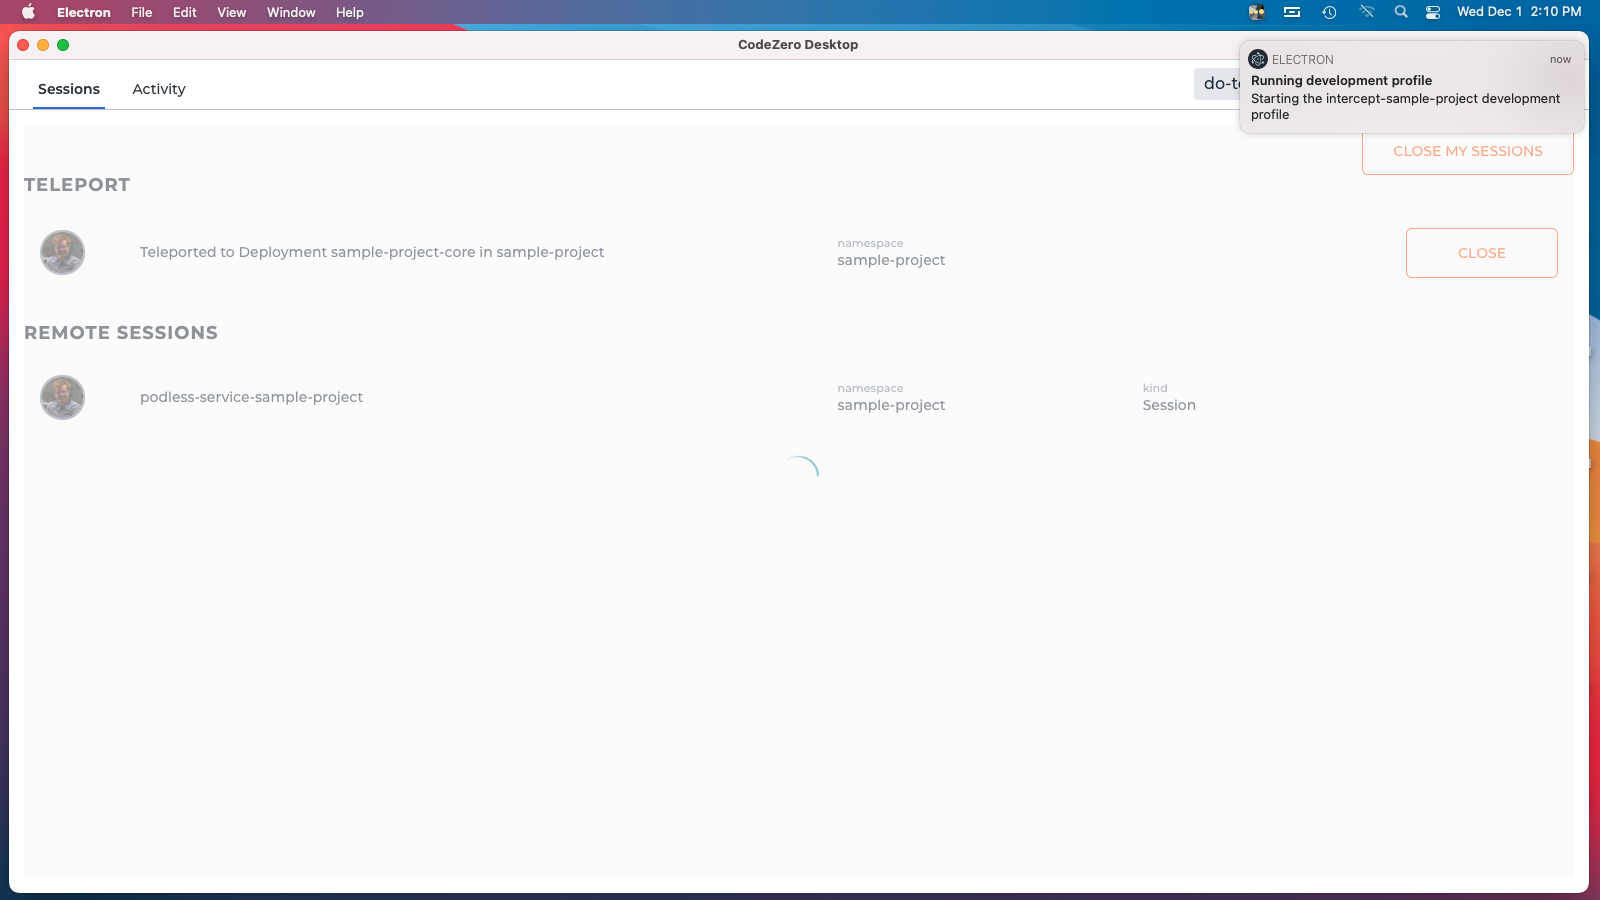 Electron File Edit View Window Help Wed Dec 1 2:10 PM
CodeZero Desktop
ELECTRON now
Running development profile
Starting the intercept-sample-project development
profile
Sessions Activity
CLOSE MY SESSIONS
TELEPORT
Teleported to Deployment sample-project-core in sample-project
namespace
sample-project
CLOSE
REMOTE SESSIONS
podless-service-sample-project
namespace
sample-project
kind
Session